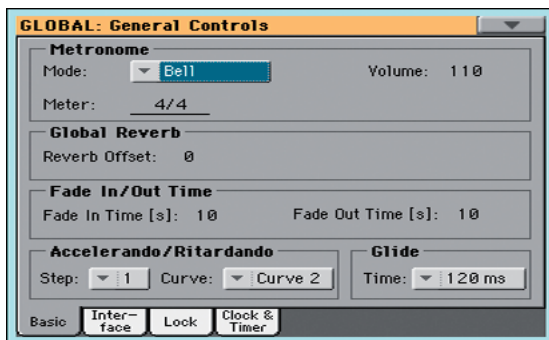 GLOBAL: General Controls
Metronome
Mode: Bell Volume: 110
Meter: 4/4
Global Reverb
Reverb Offset: 0
Fade In/Out Time
Fade In Time [s]: 10 Fade Out Time [s]: 10
Accelerando/Ritardando Glide
Step: 1 Curve: Curve 2 Time: 120 ms
Basic Inter-face Lock Clock & Timer